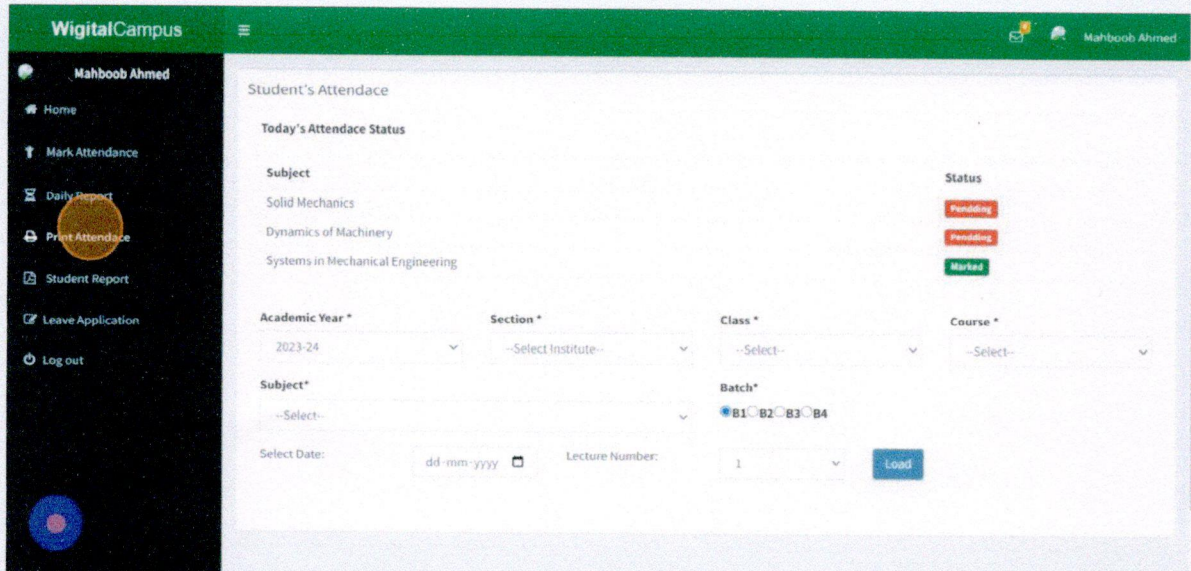 WigitalCampus
Mahboob Ahmed
Mahboob Ahmed
Home
Mark Attendance
Daily Report
Print Attendace
Student Report
Leave Application
Log out
Student's Attendace
Today's Attendace Status
Subject Status
Solid Mechanics Pendding
Dynamics of Machinery Pendding
Systems in Mechanical Engineering Marked
Academic Year * Section * Class * Course *
2023-24 --Select Institute-- --Select-- --Select--
Subject* Batch*
--Select-- B1 B2 B3 B4
Select Date: dd-mm-yyyy Lecture Number: 1 Load